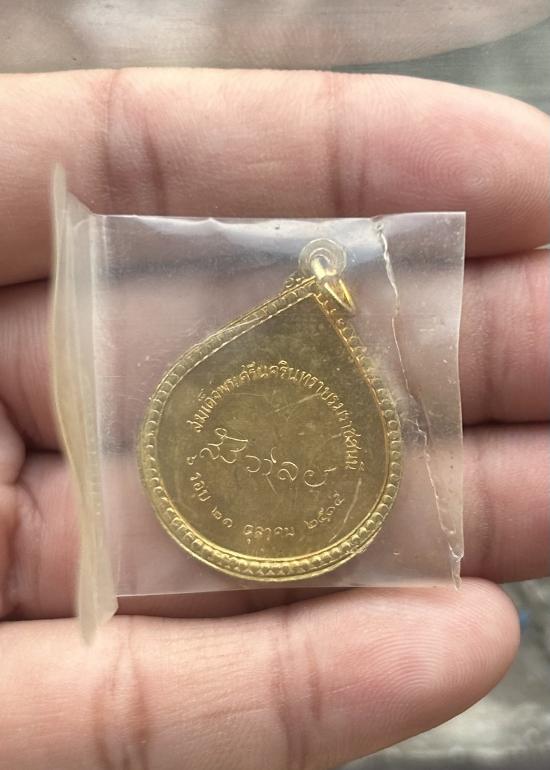 สมเด็จพระศรีนครินทราบรมราชชนนี
๖ รอบ ๒๑ ตุลาคม ๒๕๑๕